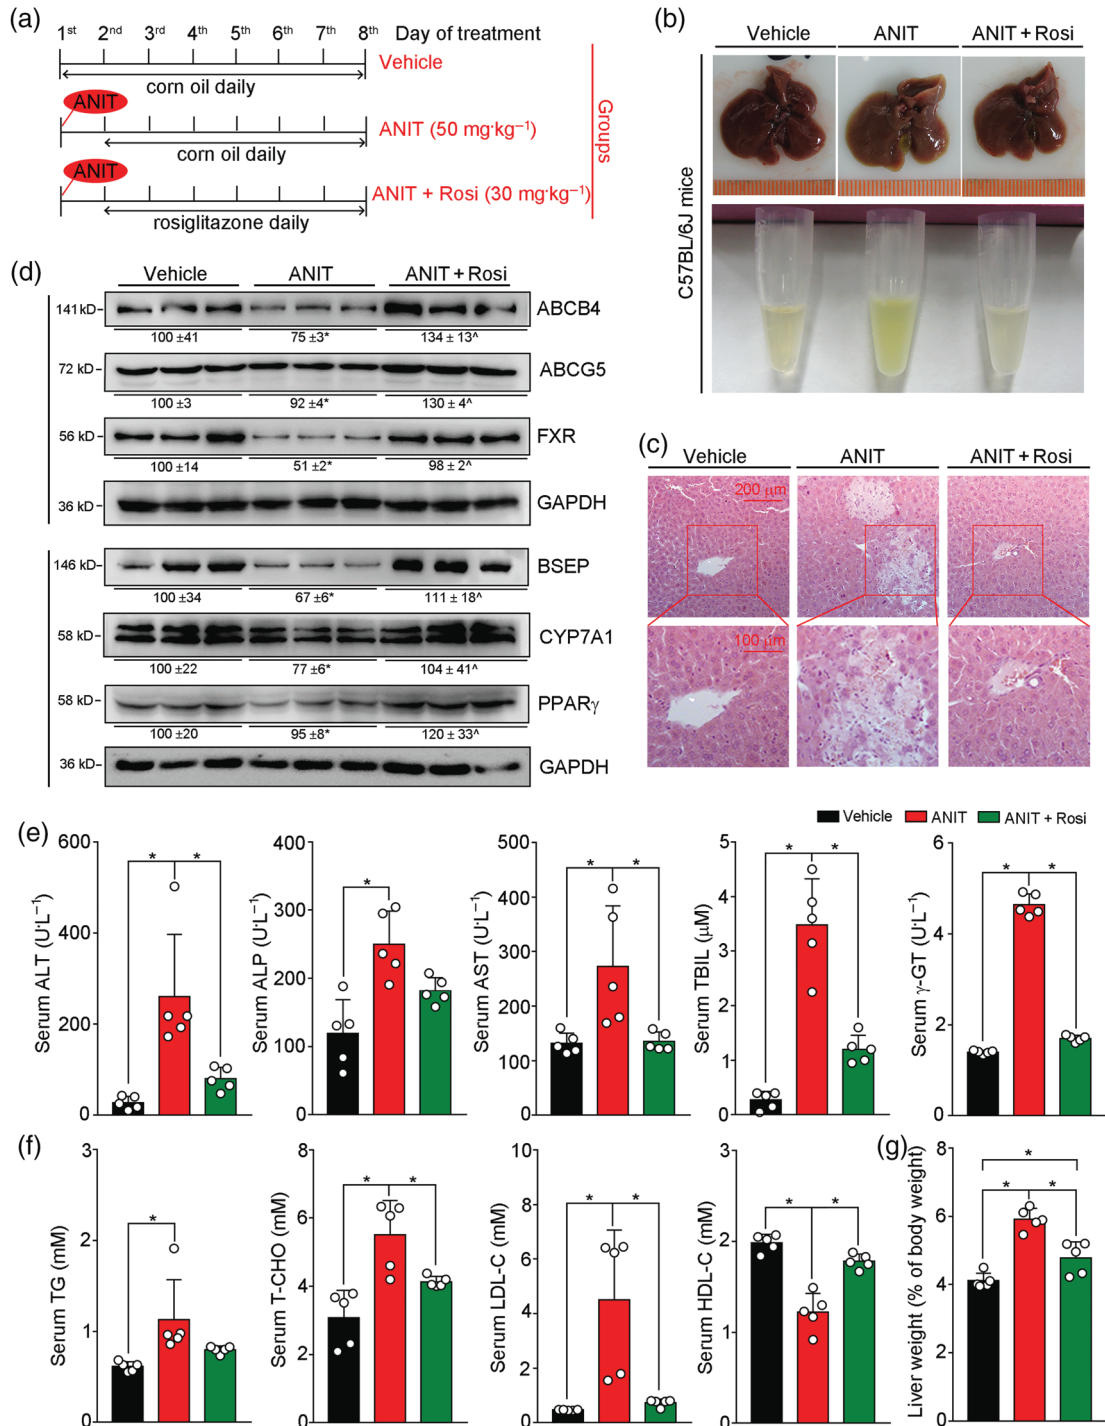 (a)
1st 2nd 3rd 4th 5th 6th 7th 8th Day of treatment
Vehicle
corn oil daily
ANIT
ANIT (50 mg·kg−1)
corn oil daily
ANIT
ANIT + Rosi (30 mg·kg−1)
rosiglitazone daily
Groups
(b)
Vehicle ANIT ANIT + Rosi
C57BL/6J mice
(c)
Vehicle ANIT ANIT + Rosi
200 μm
100 μm
(d)
Vehicle ANIT ANIT + Rosi
141 kD ABCB4
100 ±41 75 ±3* 134 ± 13^
72 kD ABCG5
100 ±3 92 ±4* 130 ± 4^
56 kD FXR
100 ±14 51 ±2* 98 ± 2^
36 kD GAPDH
146 kD BSEP
100 ±34 67 ±6* 111 ± 18^
58 kD CYP7A1
100 ±22 77 ±6* 104 ± 41^
58 kD PPARγ
100 ±20 95 ±8* 120 ± 33^
36 kD GAPDH
Vehicle ANIT ANIT + Rosi
(e)
Serum ALT (U·L−1)
600
400
200
0
* *
Serum ALP (U·L−1)
400
300
200
100
0
*
Serum AST (U·L−1)
500
400
300
200
100
0
* *
Serum TBIL (μM)
5
4
3
2
1
0
* *
Serum γ-GT (U·L−1)
6
4
2
0
* *
(f)
Serum TG (mM)
3
2
1
0
*
Serum T-CHO (mM)
8
6
4
2
0
* *
Serum LDL-C (mM)
10
8
6
4
2
0
* *
Serum HDL-C (mM)
3
2
1
0
* *
(g)
Liver weight (% of body weight)
8
6
4
2
0
*
* *